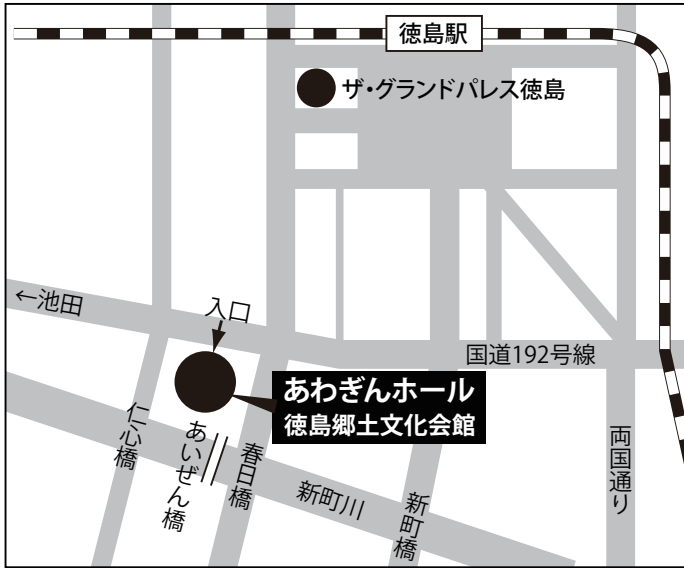 徳島駅
ザ・グランドパレス徳島
←池田
入口
国道192号線
あわぎんホール
徳島郷土文化会館
仁心橋
あいぜん橋
春日橋
新町川
新町橋
両国通り